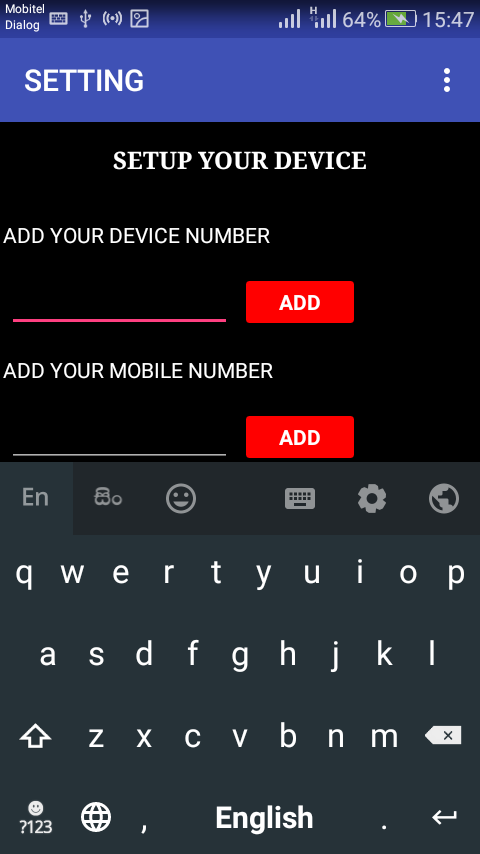 Mobitel
Dialog
H
64%
15:47
SETTING
SETUP YOUR DEVICE
ADD YOUR DEVICE NUMBER
ADD
ADD YOUR MOBILE NUMBER
ADD
En සිං
q w e r t y u i o p
a s d f g h j k l
z x c v b n m
?123 , English .